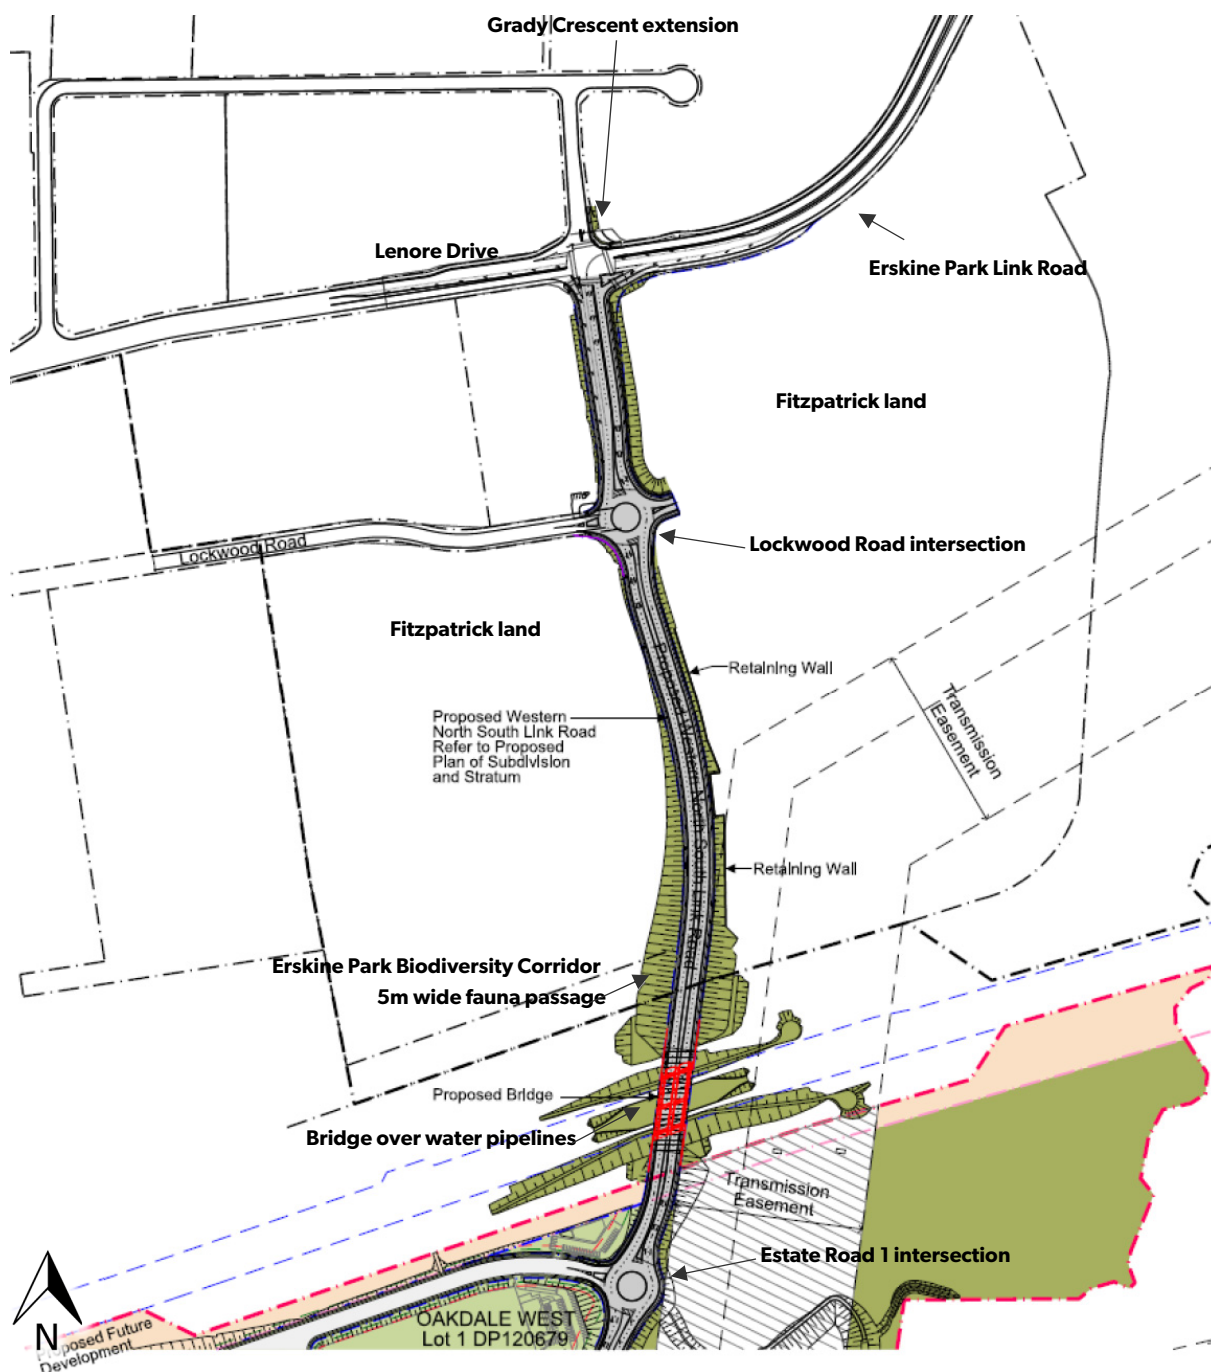 Grady Crescent extension
Lenore Drive
Erskine Park Link Road
Fitzpatrick land
Lockwood Road
Lockwood Road intersection
Fitzpatrick land
Retaining Wall
Proposed Western
North South Link Road
Refer to Proposed
Plan of Subdivision
and Stratum
Proposed Western North South Link Road
Transmission
Easement
Retaining Wall
Erskine Park Biodiversity Corridor
5m wide fauna passage
Proposed Bridge
Bridge over water pipelines
Transmission
Easement
Estate Road 1 intersection
OAKDALE WEST
Lot 1 DP120679
N
Proposed Future
Development